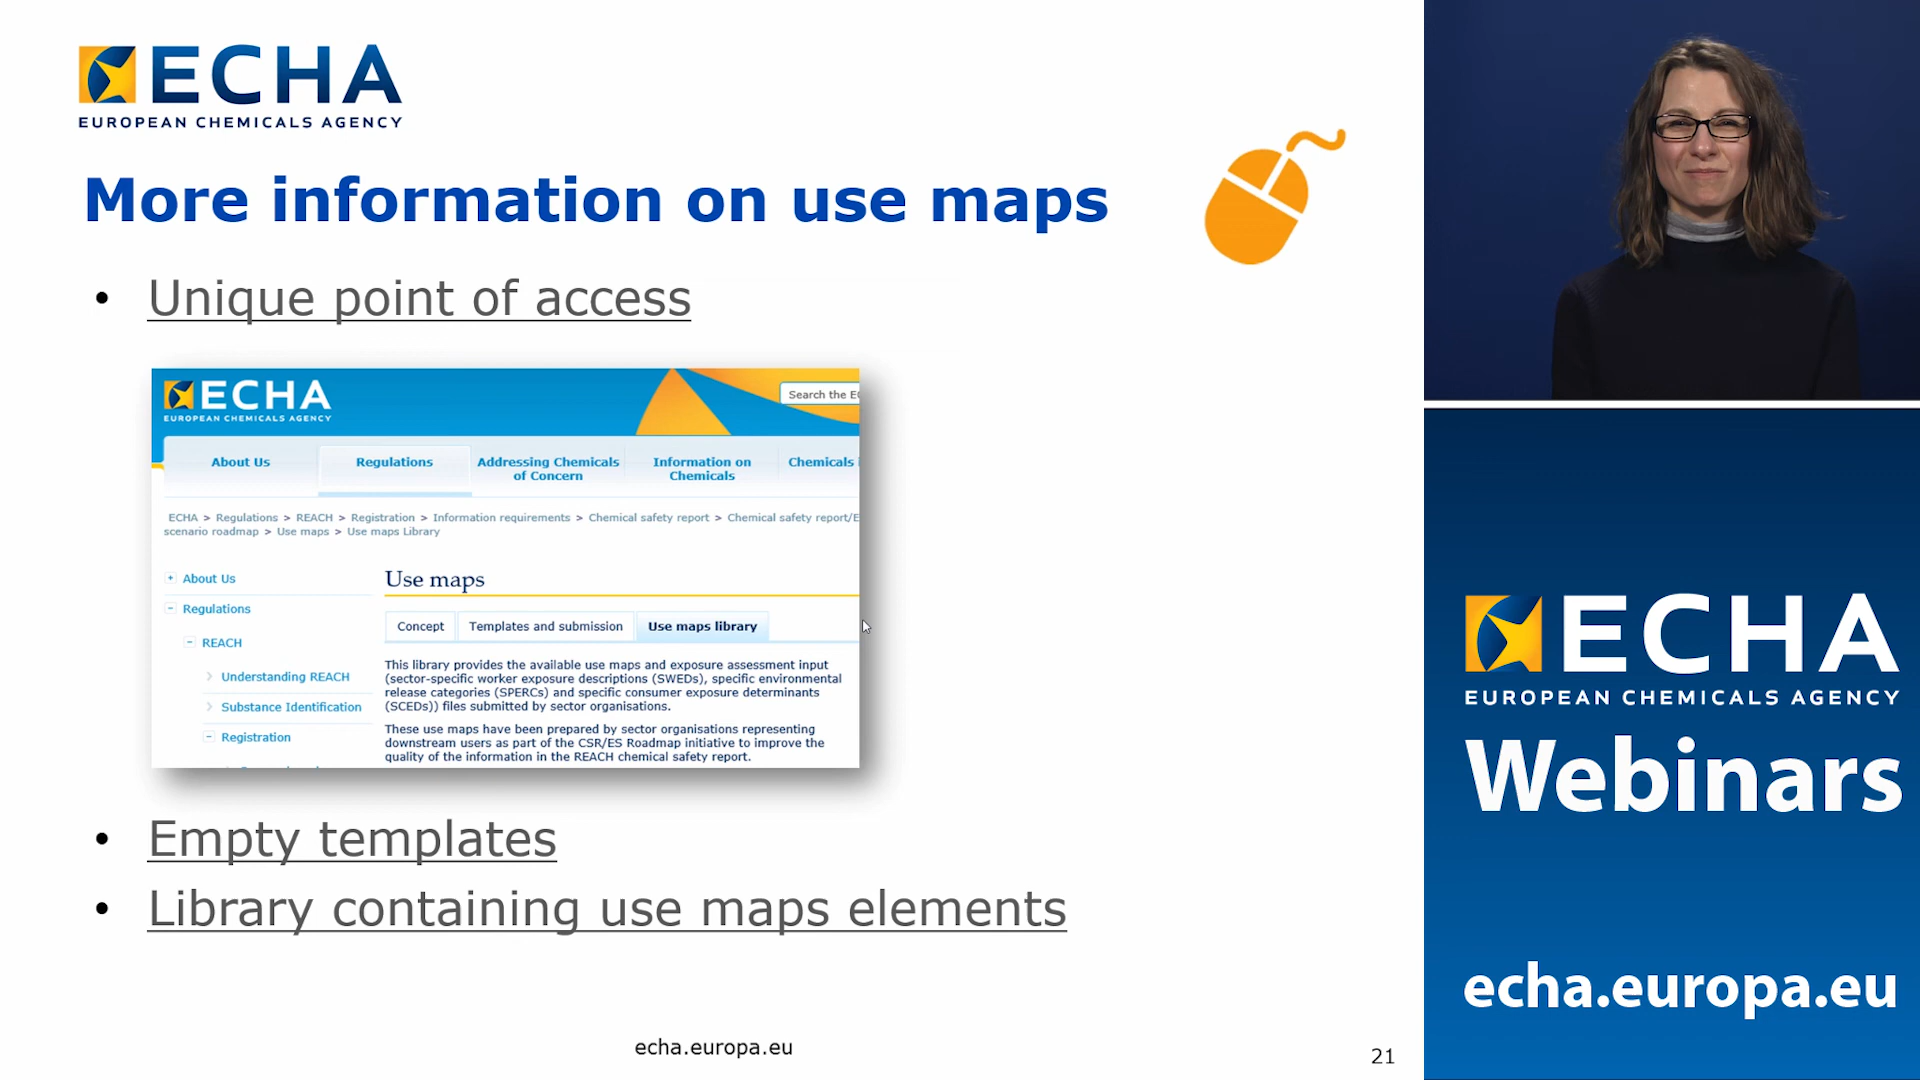 ECHA
EUROPEAN CHEMICALS AGENCY
More information on use maps
• Unique point of access
ECHA
EUROPEAN CHEMICALS AGENCY
Search the
About Us
Regulations
Addressing Chemicals
of Concern
Information on
Chemicals
Chemicals
ECHA > Regulations > REACH > Registration > Information requirements > Chemical safety report > Chemical safety report/E
scenario roadmap > Use maps > Use maps Library
About Us
Regulations
REACH
Understanding REACH
Substance Identification
Registration
Use maps
Concept
Templates and submission
Use maps library
This library provides the available use maps and exposure assessment input
(sector-specific worker exposure descriptions (SWEDs), specific environmental
release categories (SPERCs) and specific consumer exposure determinants
(SCEDs)) files submitted by sector organisations.
These use maps have been prepared by sector organisations representing
downstream users as part of the CSR/ES Roadmap initiative to improve the
quality of the information in the REACH chemical safety report.
• Empty templates
• Library containing use maps elements
echa.europa.eu
21
ECHA
EUROPEAN CHEMICALS AGENCY
Webinars
echa.europa.eu